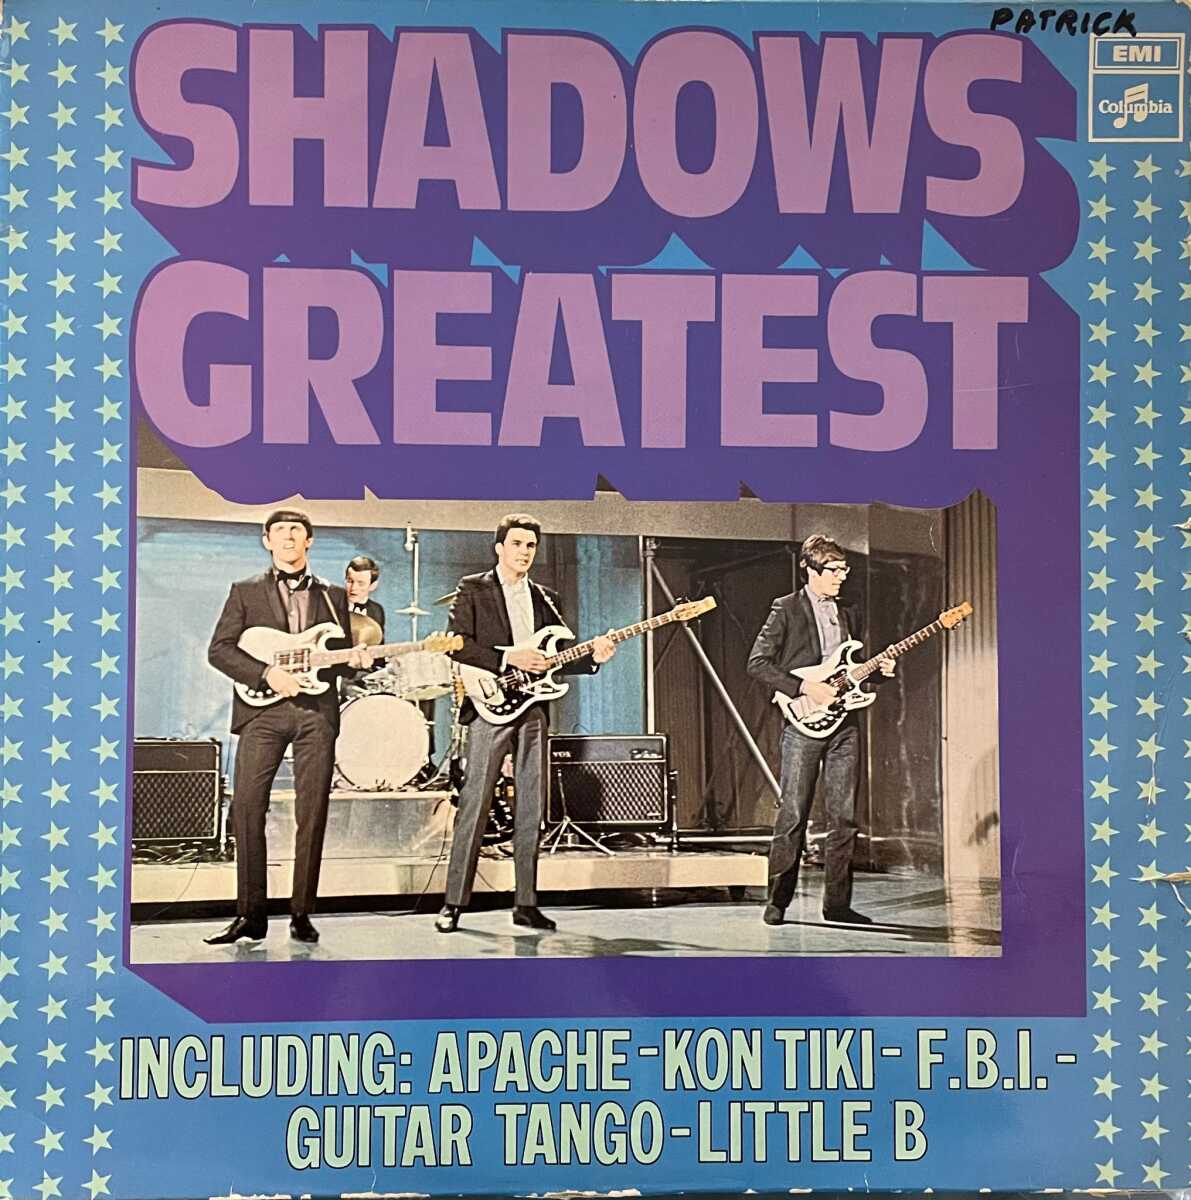 PATRICK
EMI
Columbia
SHADOWS
GREATEST
VOX
INCLUDING: APACHE-KON TIKI-F.B.I.-
GUITAR TANGO-LITTLE B